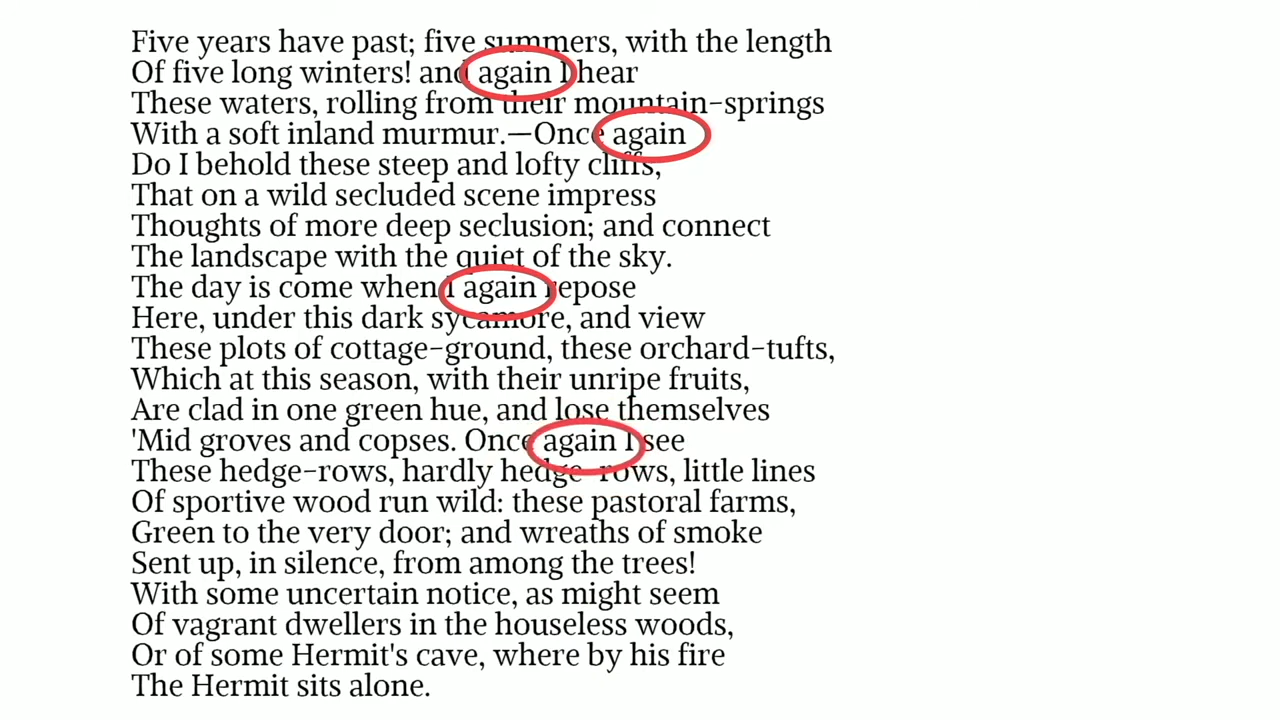 Five years have past; five summers, with the length
Of five long winters! and again I hear
These waters, rolling from their mountain-springs
With a soft inland murmur.—Once again
Do I behold these steep and lofty cliffs,
That on a wild secluded scene impress
Thoughts of more deep seclusion; and connect
The landscape with the quiet of the sky.
The day is come when I again repose
Here, under this dark sycamore, and view
These plots of cottage-ground, these orchard-tufts,
Which at this season, with their unripe fruits,
Are clad in one green hue, and lose themselves
'Mid groves and copses. Once again I see
These hedge-rows, hardly hedge-rows, little lines
Of sportive wood run wild: these pastoral farms,
Green to the very door; and wreaths of smoke
Sent up, in silence, from among the trees!
With some uncertain notice, as might seem
Of vagrant dwellers in the houseless woods,
Or of some Hermit's cave, where by his fire
The Hermit sits alone.